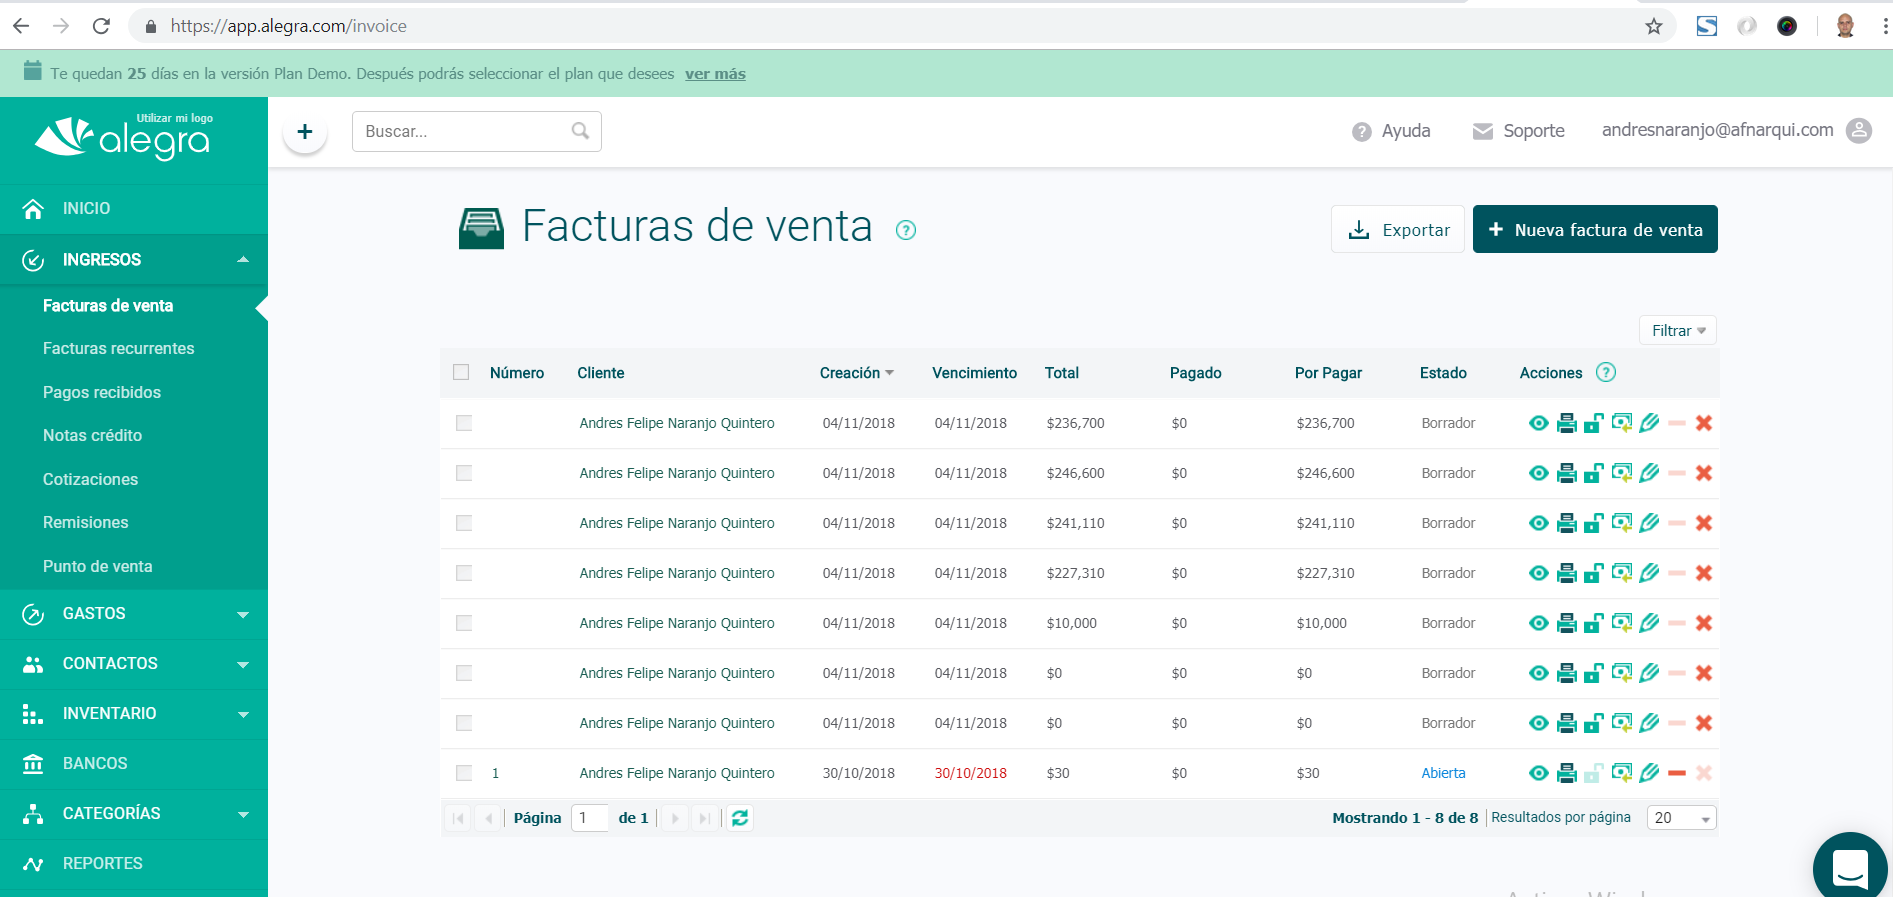 https://app.alegra.com/invoice
Te quedan 25 días en la versión Plan Demo. Después podrás seleccionar el plan que desees ver más
Utilizar mi logo
alegra
+ Buscar...
? Ayuda Soporte andresnaranjo@afnarqui.com
INICIO
INGRESOS
Facturas de venta
Facturas recurrentes
Pagos recibidos
Notas crédito
Cotizaciones
Remisiones
Punto de venta
GASTOS
CONTACTOS
INVENTARIO
BANCOS
CATEGORÍAS
REPORTES
Facturas de venta ?
Exportar + Nueva factura de venta
Filtrar
Número Cliente Creación Vencimiento Total Pagado Por Pagar Estado Acciones ?
Andres Felipe Naranjo Quintero 04/11/2018 04/11/2018 $236,700 $0 $236,700 Borrador
Andres Felipe Naranjo Quintero 04/11/2018 04/11/2018 $246,600 $0 $246,600 Borrador
Andres Felipe Naranjo Quintero 04/11/2018 04/11/2018 $241,110 $0 $241,110 Borrador
Andres Felipe Naranjo Quintero 04/11/2018 04/11/2018 $227,310 $0 $227,310 Borrador
Andres Felipe Naranjo Quintero 04/11/2018 04/11/2018 $10,000 $0 $10,000 Borrador
Andres Felipe Naranjo Quintero 04/11/2018 04/11/2018 $0 $0 $0 Borrador
Andres Felipe Naranjo Quintero 04/11/2018 04/11/2018 $0 $0 $0 Borrador
1 Andres Felipe Naranjo Quintero 30/10/2018 30/10/2018 $30 $0 $30 Abierta
Página 1 de 1 Mostrando 1 - 8 de 8 Resultados por página 20